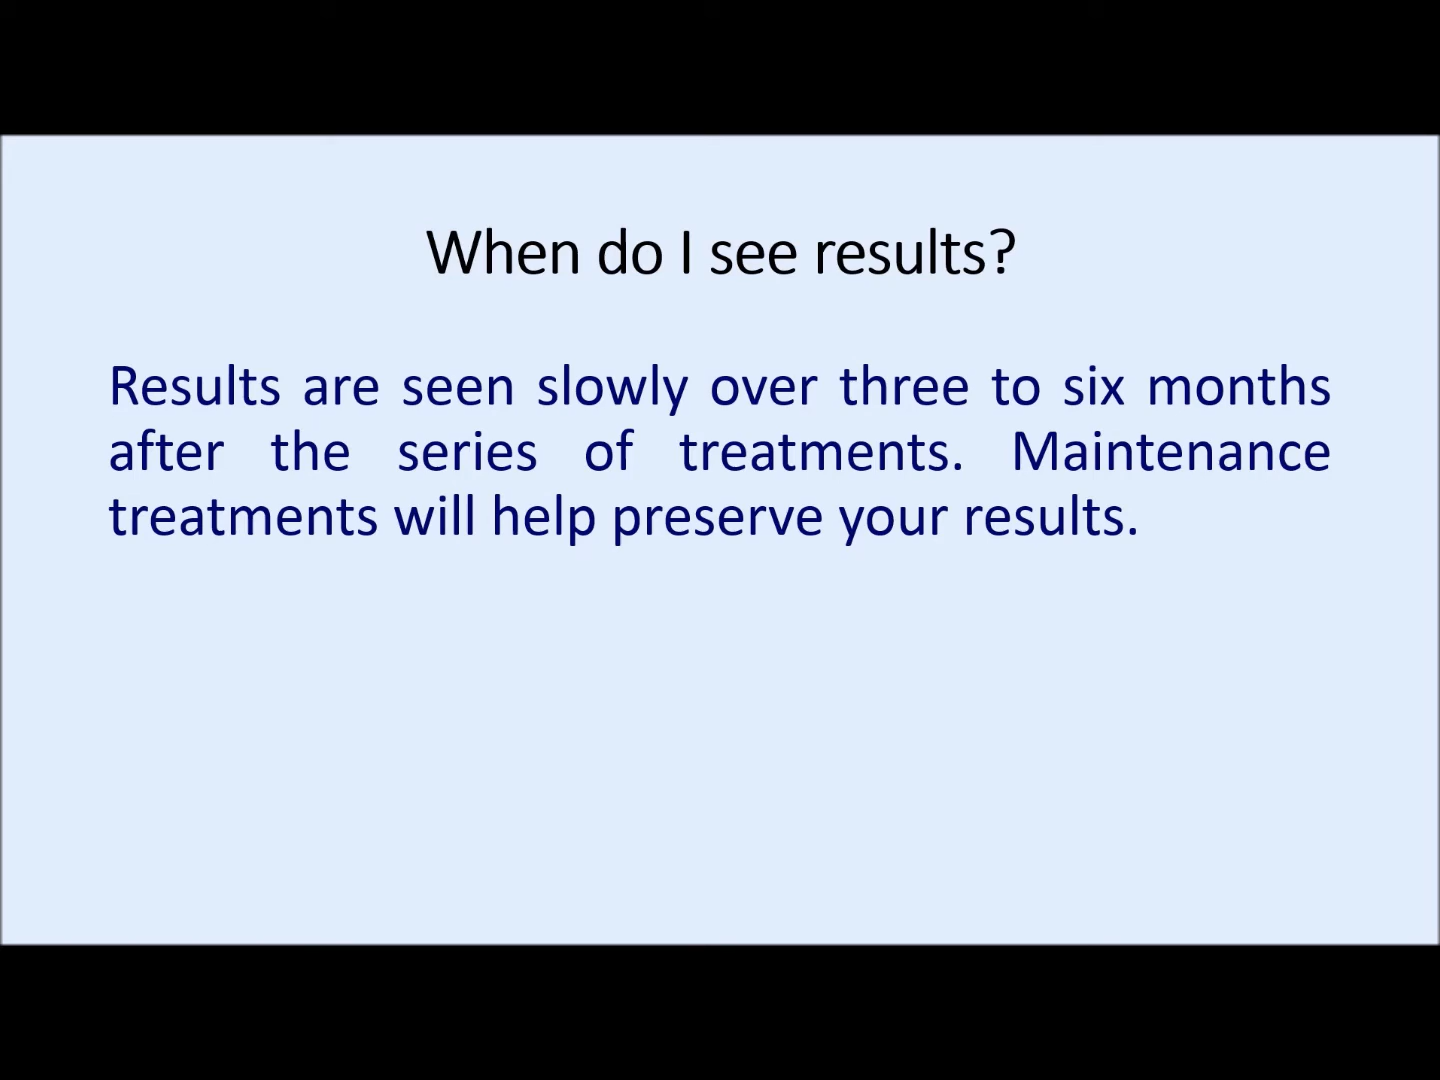 When do I see results?
Results are seen slowly over three to six months
after the series of treatments. Maintenance
treatments will help preserve your results.